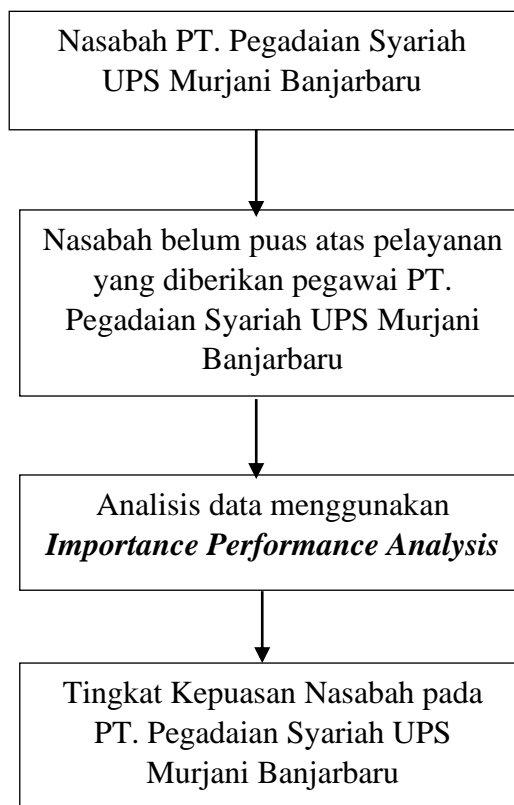 Nasabah PT. Pegadaian Syariah
UPS Murjani Banjarbaru
Nasabah belum puas atas pelayanan
yang diberikan pegawai PT.
Pegadaian Syariah UPS Murjani
Banjarbaru
Analisis data menggunakan
Importance Performance Analysis
Tingkat Kepuasan Nasabah pada
PT. Pegadaian Syariah UPS
Murjani Banjarbaru